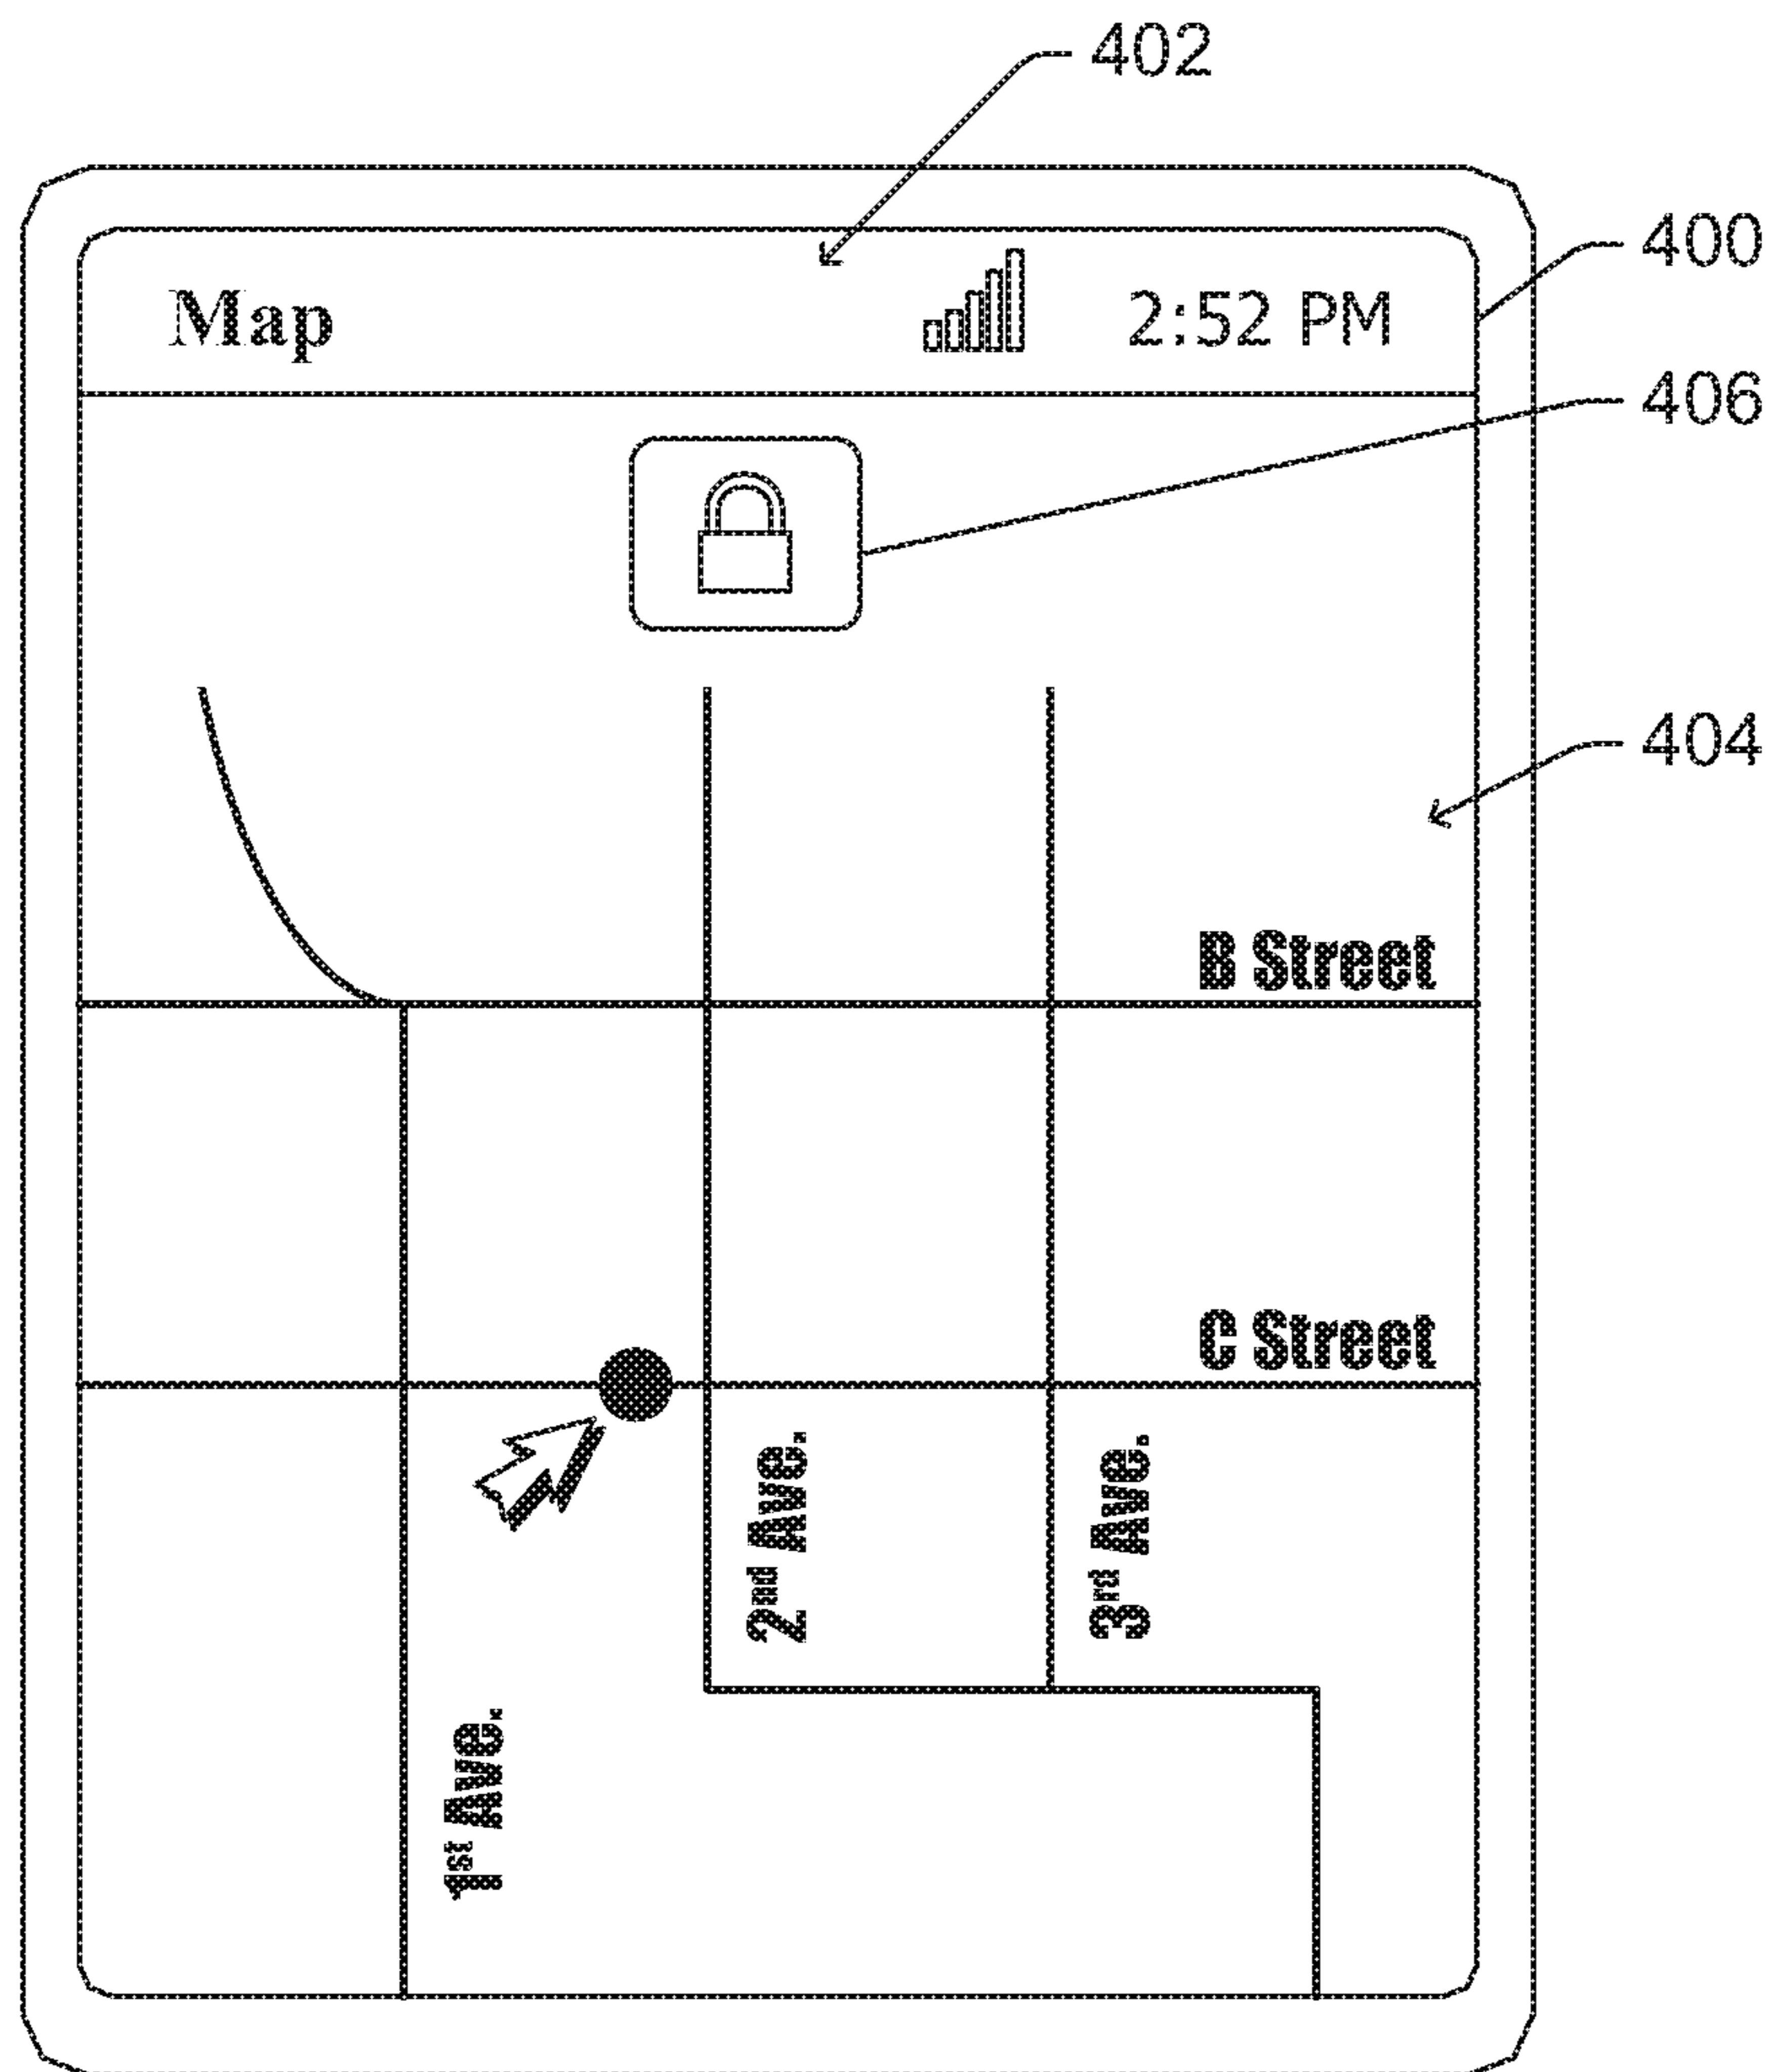 402
400
Map 2:52 PM
406
404
B Street
C Street
2nd Ave.
3rd Ave.
1st Ave.